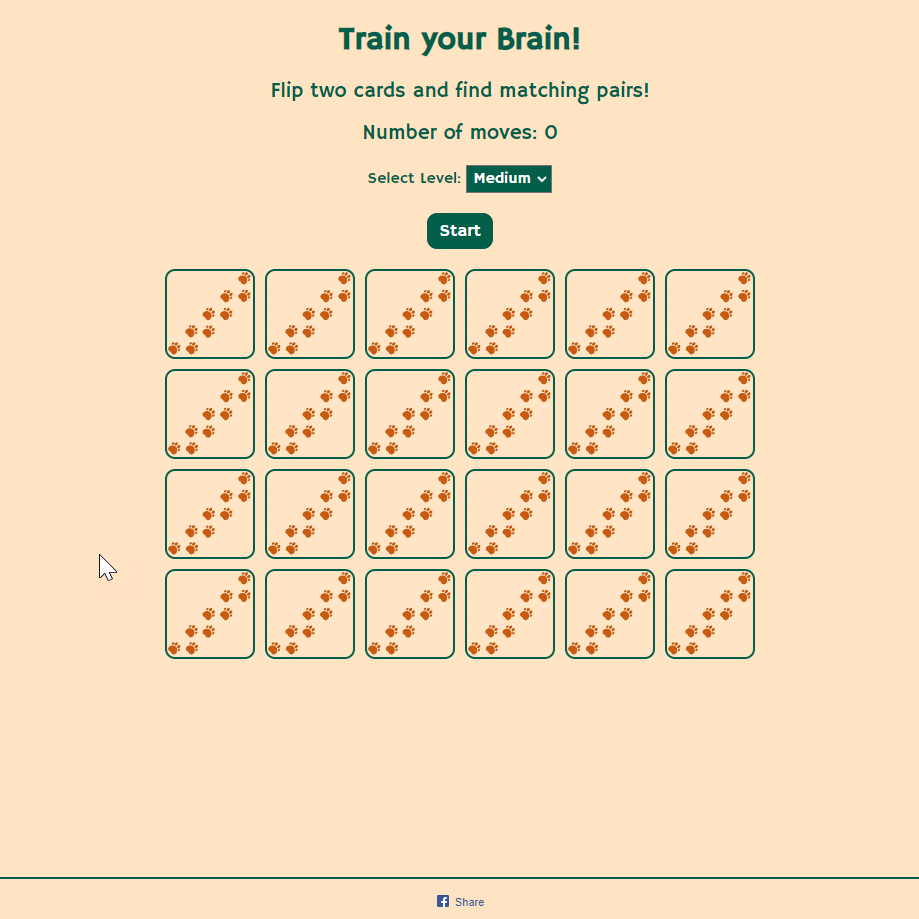 Train your Brain!
Flip two cards and find matching pairs!
Number of moves: 0
Select Level: Medium
Start
Share